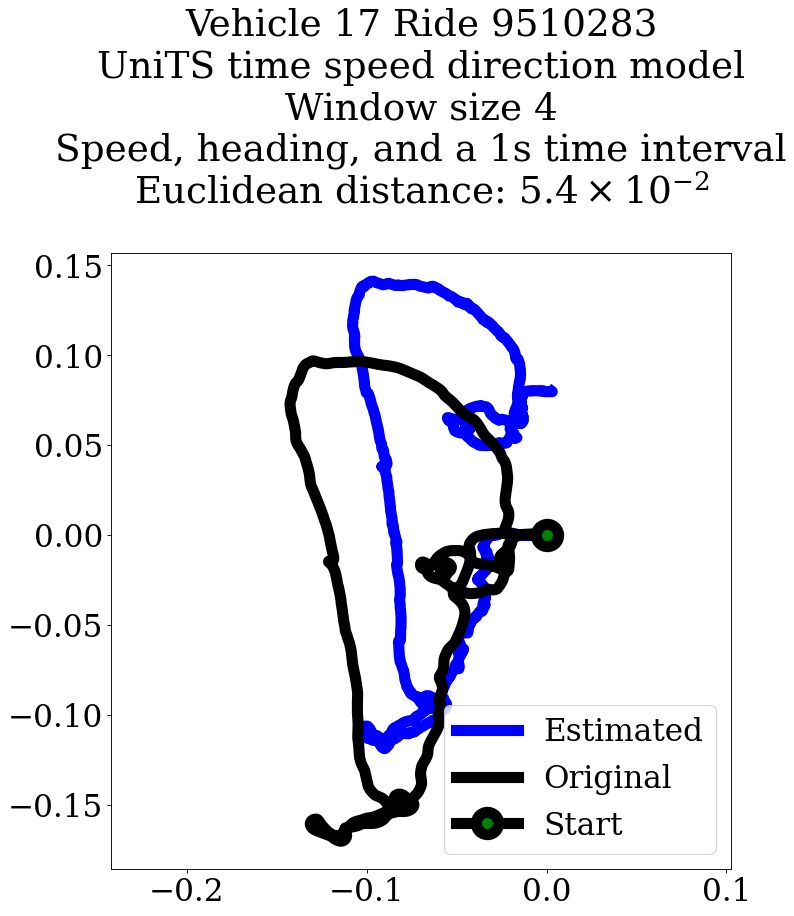 Vehicle 17 Ride 9510283
UniTS time speed direction model
Window size 4
Speed, heading, and a 1s time interval
Euclidean distance: 5.4 × 10⁻²
0.15
0.10
0.05
0.00
−0.05
−0.10
−0.15
Estimated
Original
Start
−0.2
−0.1
0.0
0.1